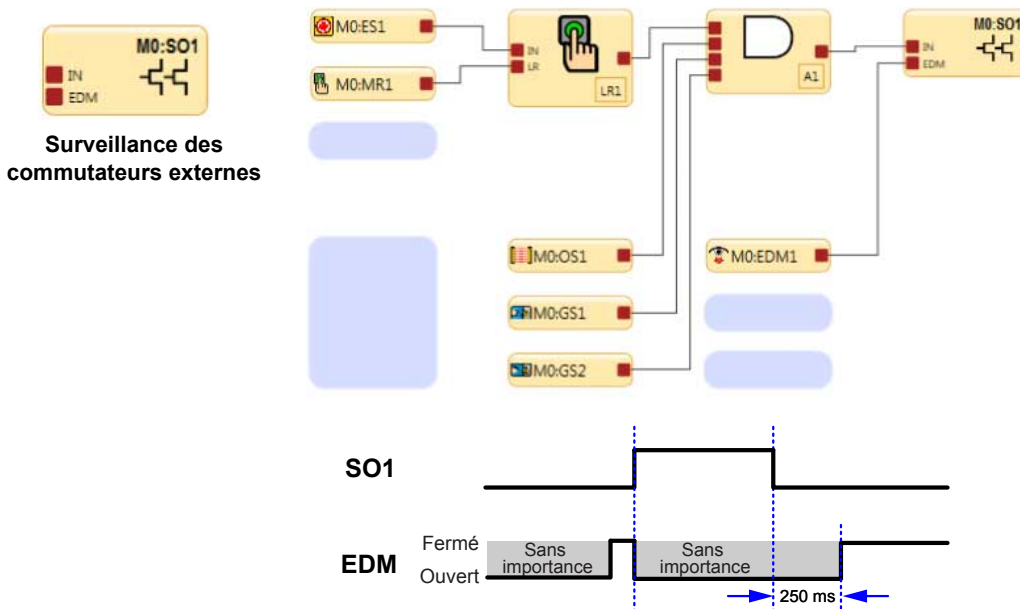 M0:SO1
IN
EDM
Surveillance des
commutateurs externes
M0:ES1
M0:MR1
IN
LR
LR1
A1
M0:SO1
IN
EDM
M0:OS1
M0:EDM1
M0:GS1
M0:GS2
SO1
EDM
Fermé
Ouvert
Sans
importance
Sans
importance
250 ms